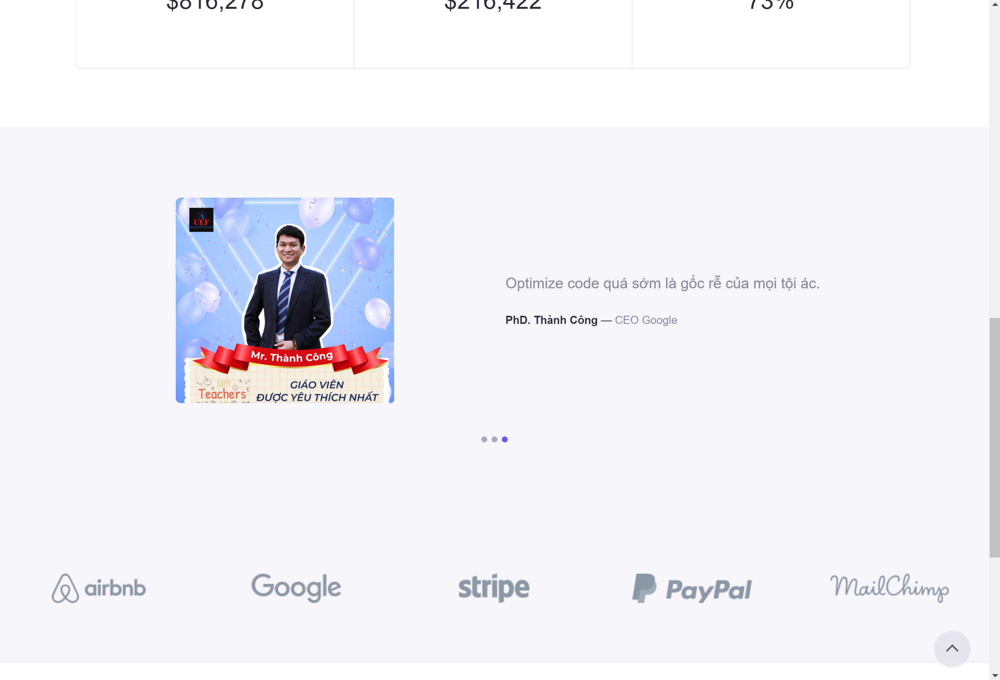 $816,278
$216,422
73%
UEF
Mr. Thành Công
HAPPY
Teachers'
GIÁO VIÊN
ĐƯỢC YÊU THÍCH NHẤT
Optimize code quá sớm là gốc rễ của mọi tội ác.
PhD. Thành Công — CEO Google
airbnb
Google
stripe
PayPal
MailChimp